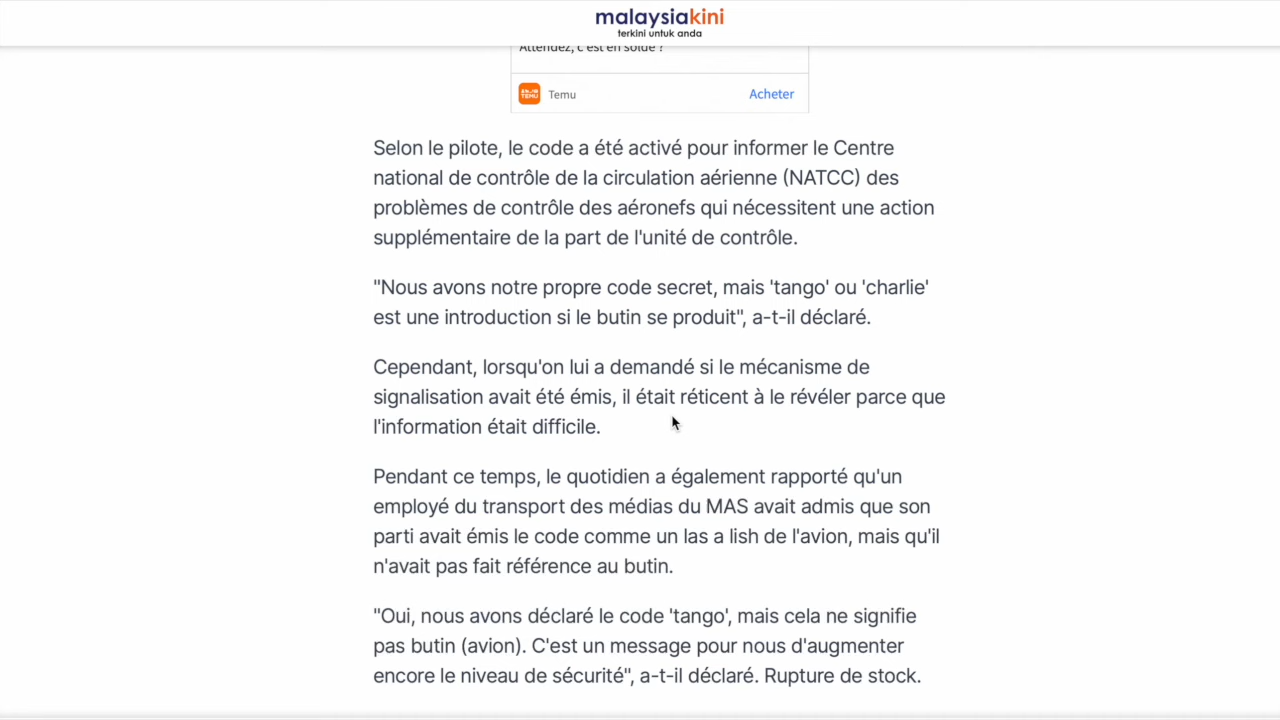 malaysiakini
terkini untuk anda
Attendez, c'est en solde ?
TEMU
Temu
Acheter
Selon le pilote, le code a été activé pour informer le Centre
national de contrôle de la circulation aérienne (NATCC) des
problèmes de contrôle des aéronefs qui nécessitent une action
supplémentaire de la part de l'unité de contrôle.
"Nous avons notre propre code secret, mais 'tango' ou 'charlie'
est une introduction si le butin se produit", a-t-il déclaré.
Cependant, lorsqu'on lui a demandé si le mécanisme de
signalisation avait été émis, il était réticent à le révéler parce que
l'information était difficile.
Pendant ce temps, le quotidien a également rapporté qu'un
employé du transport des médias du MAS avait admis que son
parti avait émis le code comme un las a lish de l'avion, mais qu'il
n'avait pas fait référence au butin.
"Oui, nous avons déclaré le code 'tango', mais cela ne signifie
pas butin (avion). C'est un message pour nous d'augmenter
encore le niveau de sécurité", a-t-il déclaré. Rupture de stock.